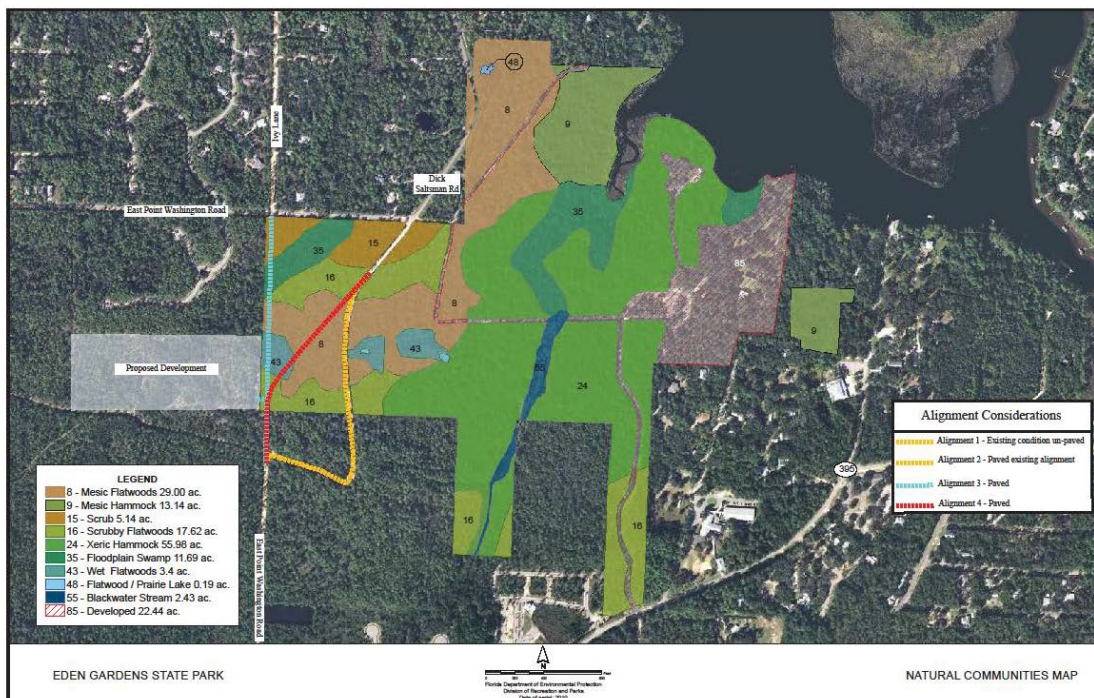 48
8
9
Ivy Lane
Dick
Saltsman Rd
East Point Washington Road
35
15
35
16
85
8
9
43
8
43
Proposed Development
55
24
16
Alignment Considerations
Alignment 1 - Existing condition un-paved
Alignment 2 - Paved existing alignment
Alignment 3 - Paved
Alignment 4 - Paved
395
LEGEND
8 - Mesic Flatwoods 29.00 ac.
9 - Mesic Hammock 13.14 ac.
15 - Scrub 5.14 ac.
16 - Scrubby Flatwoods 17.62 ac.
24 - Xeric Hammock 55.98 ac.
35 - Floodplain Swamp 11.69 ac.
43 - Wet Flatwoods 3.4 ac.
48 - Flatwood / Prairie Lake 0.19 ac.
55 - Blackwater Stream 2.43 ac.
85 - Developed 22.44 ac.
16
16
East Point Washington Road
EDEN GARDENS STATE PARK
N
Florida Department of Environmental Protection
Division of Recreation and Parks
Date of aerial: 2010
NATURAL COMMUNITIES MAP